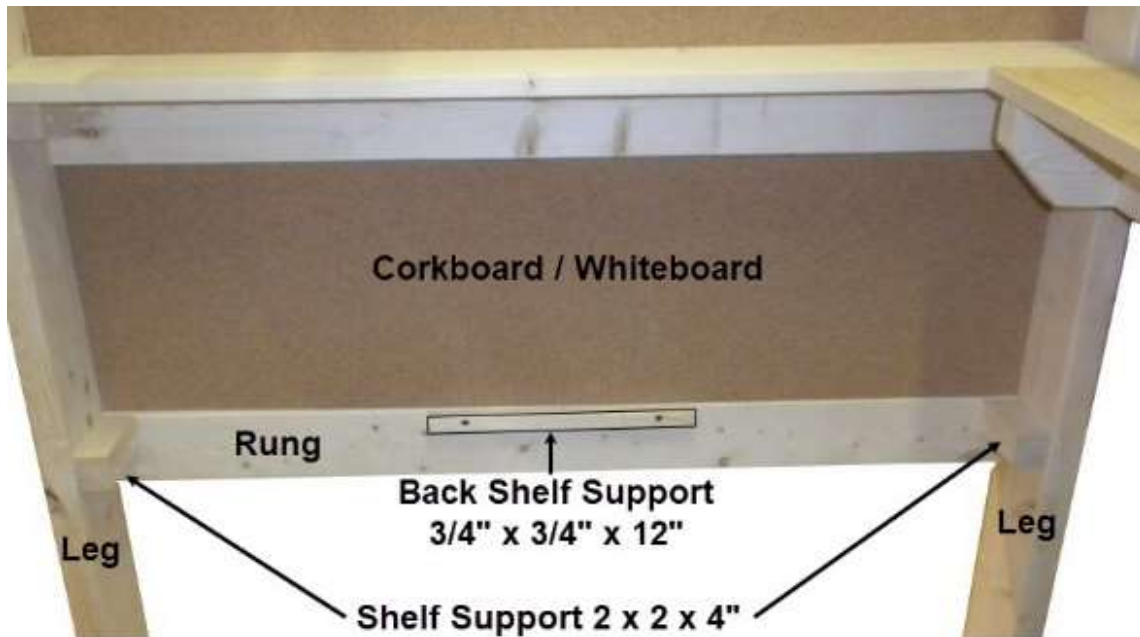 Corkboard / Whiteboard
Rung
Back Shelf Support
3/4" x 3/4" x 12"
Leg
Leg
Shelf Support 2 x 2 x 4"